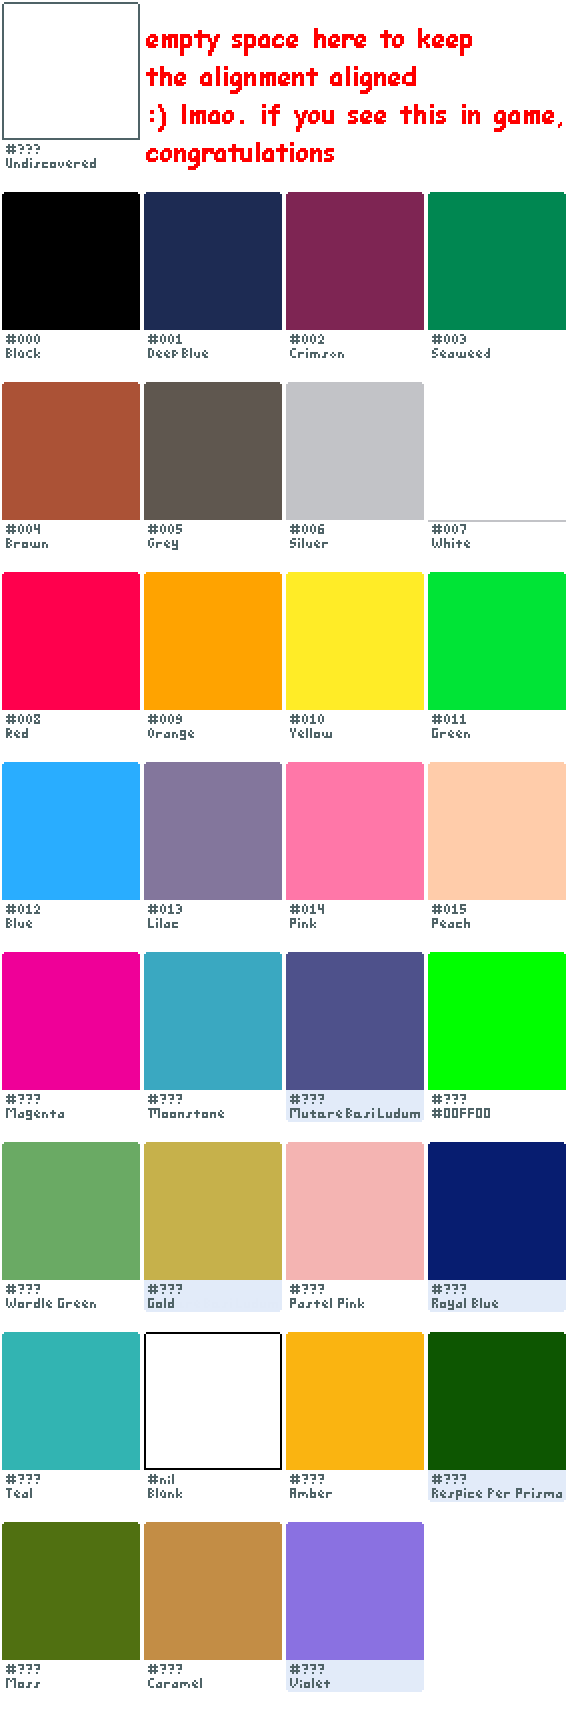 empty space here to keep
the alignment aligned
:) lmao. if you see this in game,
congratulations
#???
Undiscovered
#000
Black
#001
Deep Blue
#002
Crimson
#003
Seaweed
#004
Brown
#005
Grey
#006
Silver
#007
White
#008
Red
#009
Orange
#010
Yellow
#011
Green
#012
Blue
#013
Lilac
#014
Pink
#015
Peach
#???
Magenta
#???
Moonstone
#???
Mutare Basi Ludum
#???
#00FF00
#???
Wordle Green
#???
Gold
#???
Pastel Pink
#???
Royal Blue
#???
Teal
#nil
Blank
#???
Amber
#???
Respice Per Prisma
#???
Moss
#???
Caramel
#???
Violet